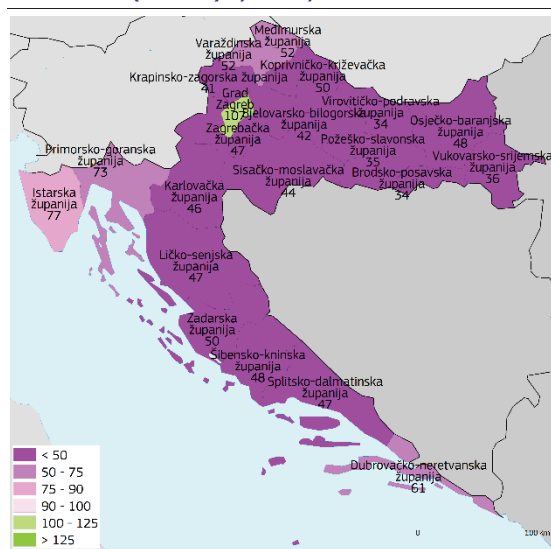 Međimurska
županija
52
Varaždinska
županija
52
Koprivničko-križevačka
županija
50
Krapinsko-zagorska županija
41
Grad
Zagreb
107
Bjelovarsko-bilogorska
županija
42
Virovitičko-podravska
županija
34
Osječko-baranjska
županija
48
Zagrebačka
županija
47
Požeško-slavonska
županija
35
Vukovarsko-srijemska
županija
36
Primorsko-goranska
županija
73
Sisačko-moslavačka
županija
44
Brodsko-posavska
županija
34
Istarska
županija
77
Karlovačka
županija
46
Ličko-senjska
županija
47
Zadarska
županija
50
Šibensko-kninska
županija
48
Splitsko-dalmatinska
županija
47
Dubrovačko-neretvanska
županija
61
< 50
50 - 75
75 - 90
90 - 100
100 - 125
> 125
0 100 km